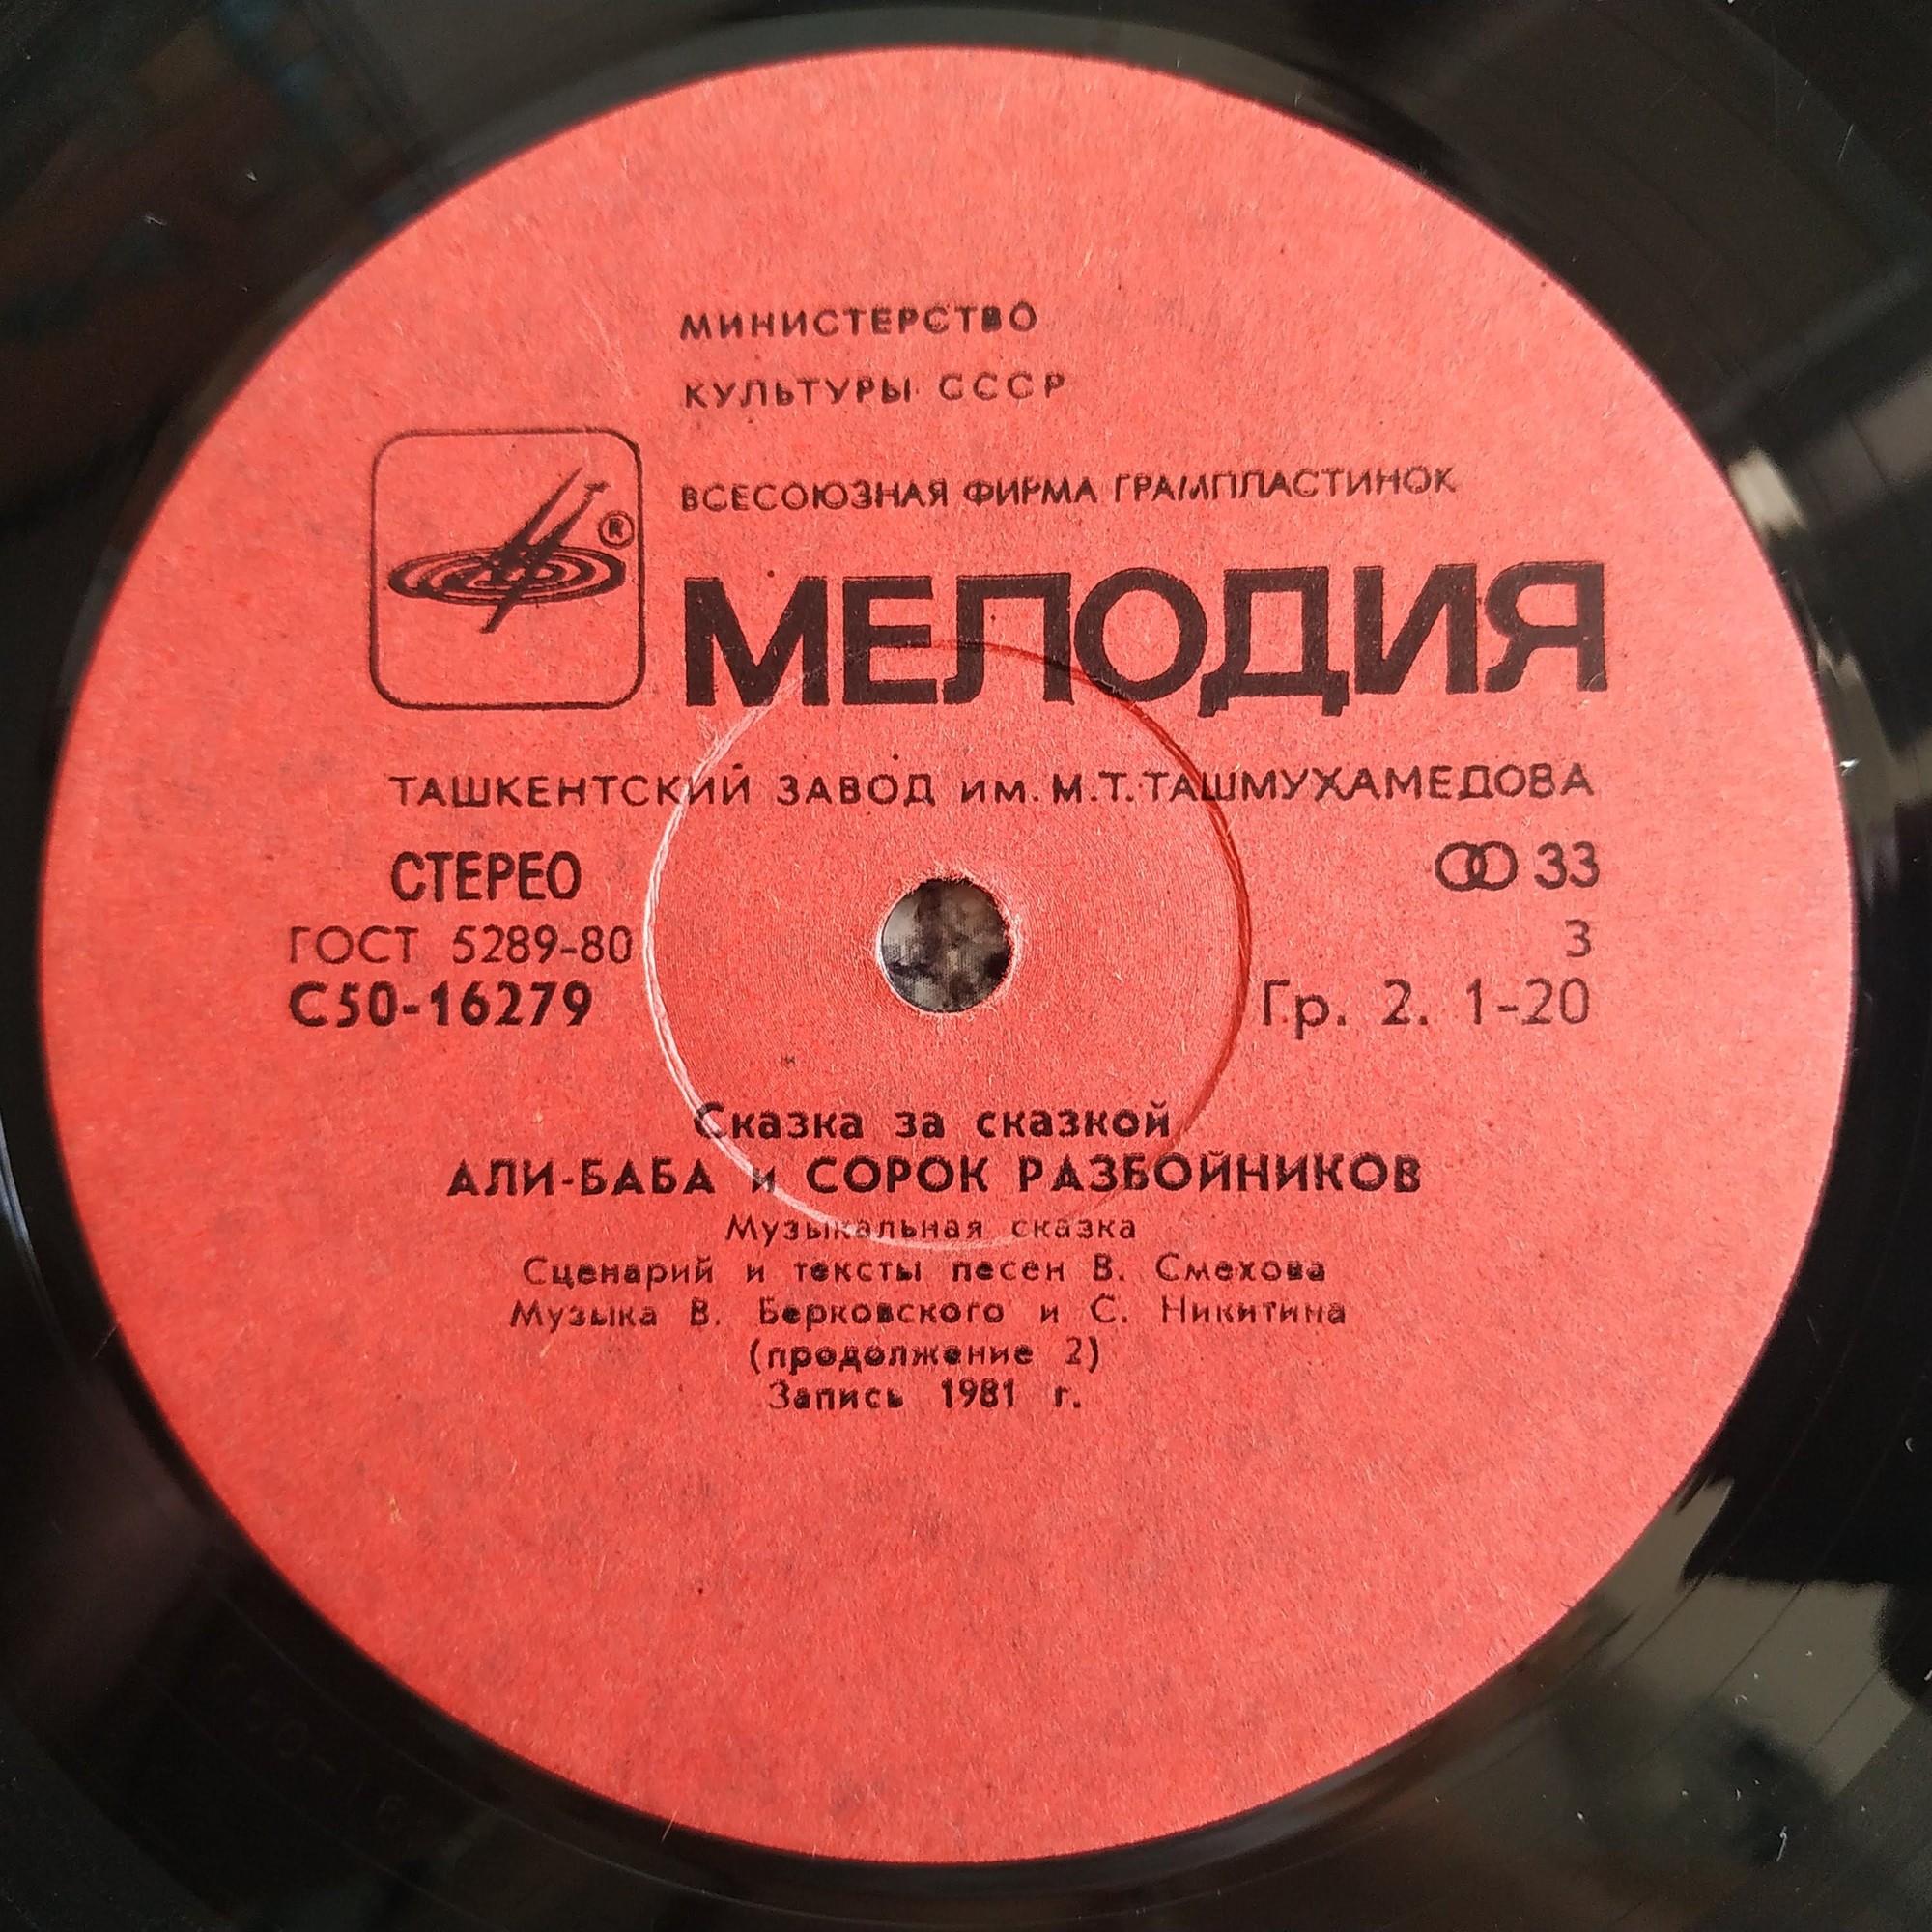 МИНИСТЕРСТВО
КУЛЬТУРЫ СССР
ВСЕСОЮЗНАЯ ФИРМА ГРАМПЛАСТИНОК
®
МЕЛОДИЯ
ТАШКЕНТСКИЙ ЗАВОД им. М.Т. ТАШМУХАМЕДОВА
СТЕРЕО 33
ГОСТ 5289-80 3
С50-16279 Гр. 2. 1-20
Сказка за сказкой
АЛИ-БАБА и СОРОК РАЗБОЙНИКОВ
Музыкальная сказка
Сценарий и тексты песен В. Смехова
Музыка В. Берковского и С. Никитина
(продолжение 2)
Запись 1981 г.